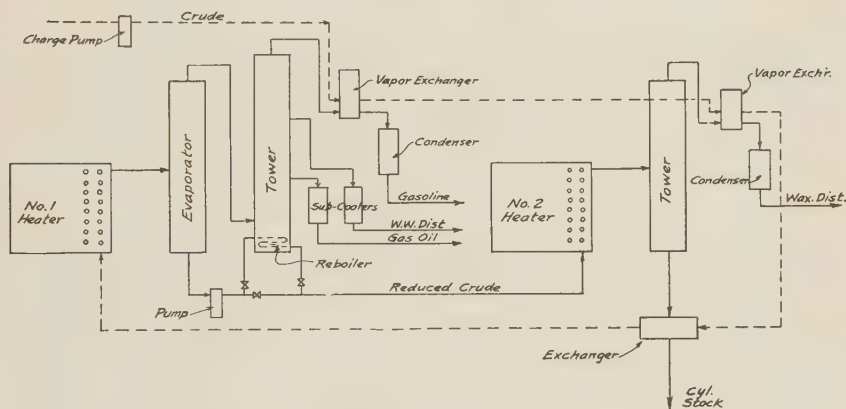 Crude
Charge Pump
Vapor Exchanger
Vapor Exch'r.
Evaporator
Tower
Condenser
Tower
Condenser
No. 1
Heater
Sub-Coolers
Gasoline
No. 2
Heater
Wax. Dist.
W.W. Dist
Gas Oil
Reboiler
Reduced Crude
Pump
Exchanger
Cyl.
Stock